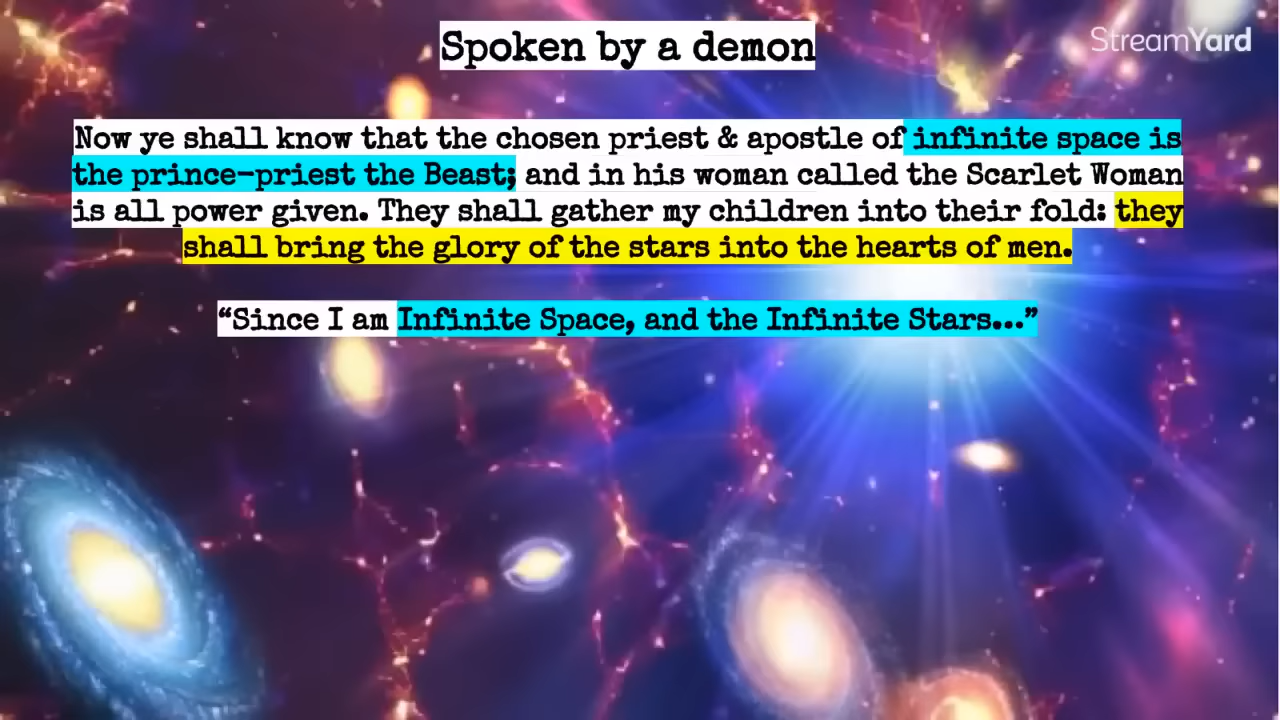 Spoken by a demon
StreamYard
Now ye shall know that the chosen priest & apostle of infinite space is
the prince-priest the Beast; and in his woman called the Scarlet Woman
is all power given. They shall gather my children into their fold: they
shall bring the glory of the stars into the hearts of men.
“Since I am Infinite Space, and the Infinite Stars...”